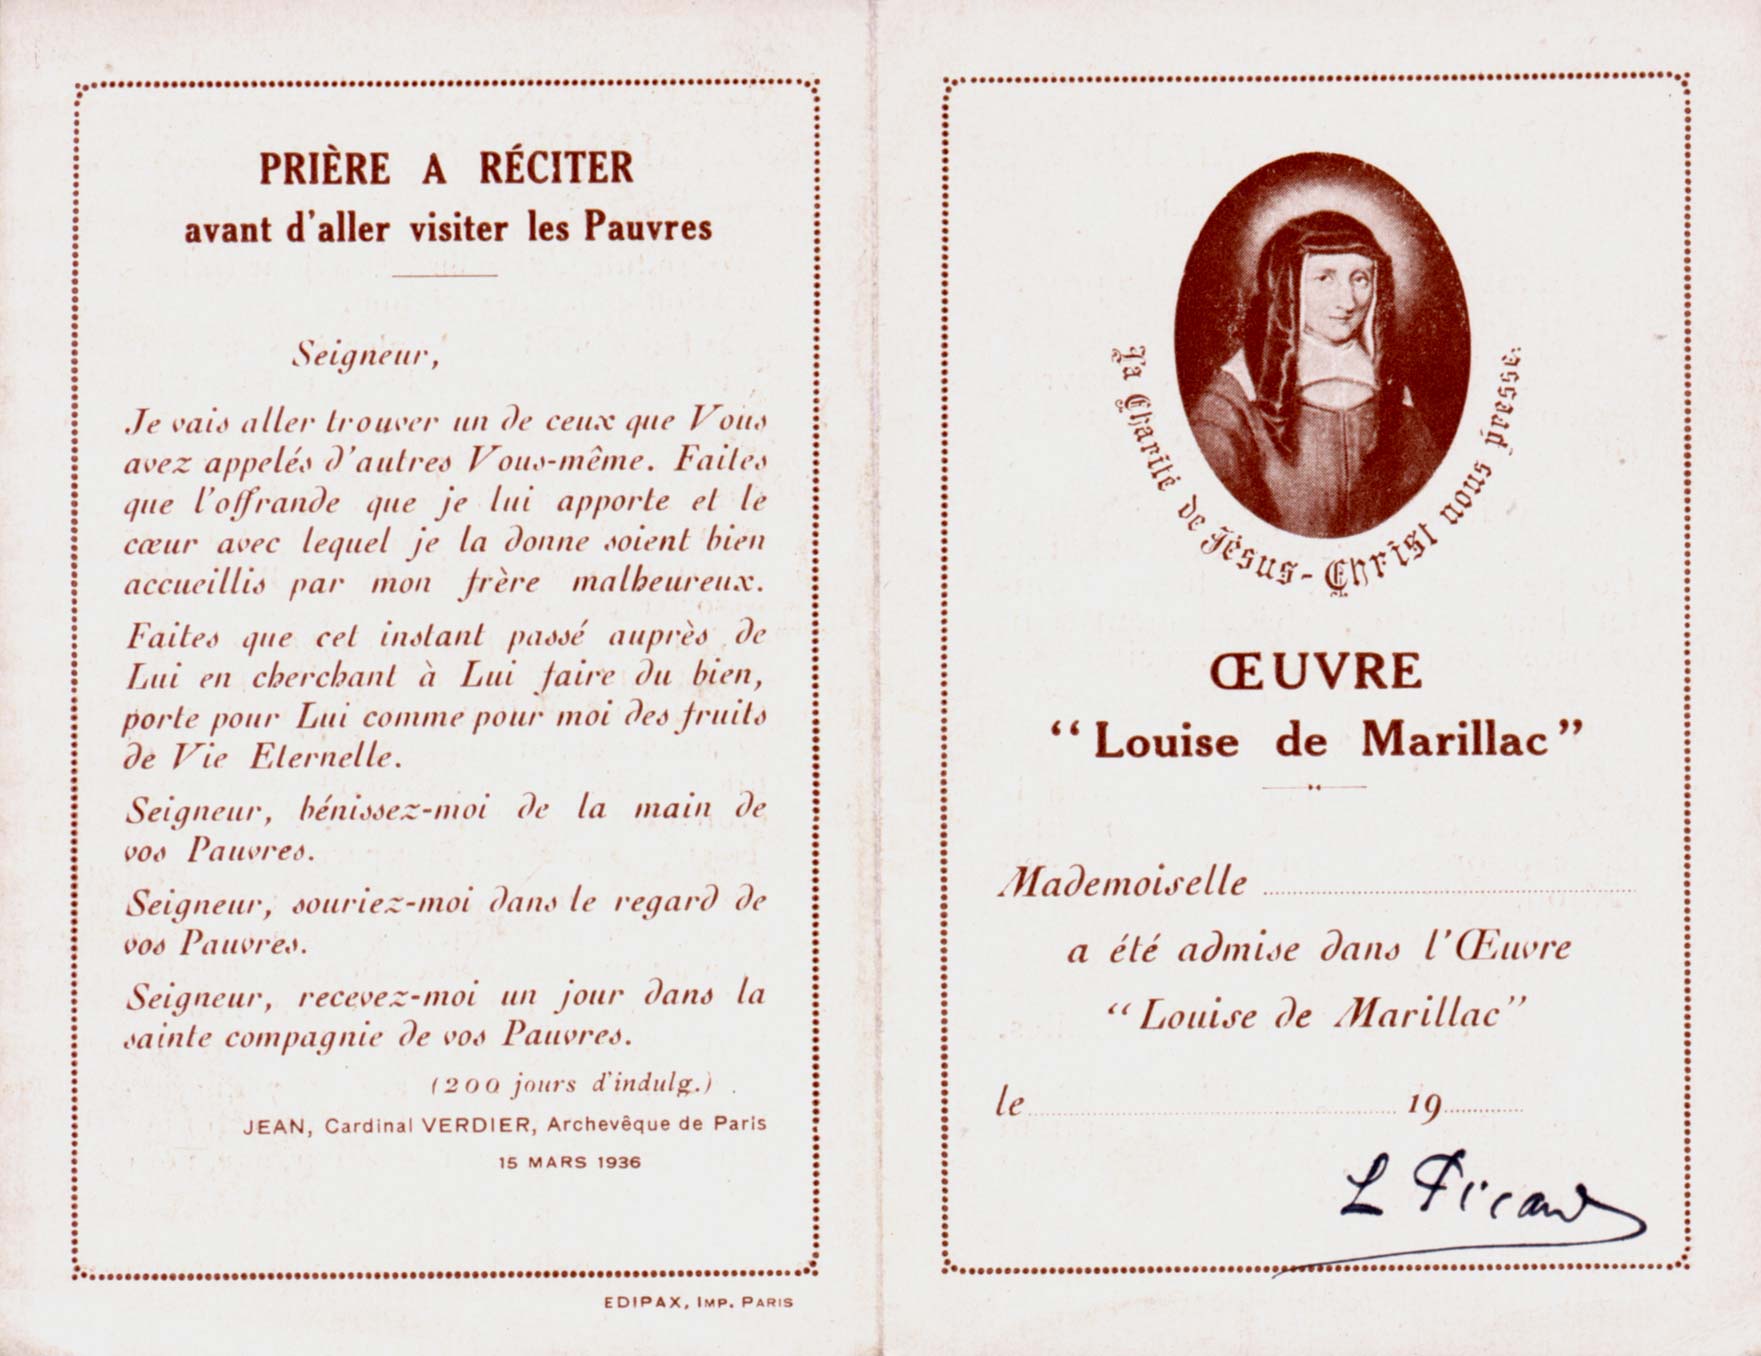 PRIÈRE A RÉCITER
avant d'aller visiter les Pauvres
Seigneur,
Je vais aller trouver un de ceux que Vous
avez appelés d'autres Vous-même. Faites
que l'offrande que je lui apporte et le
cœur avec lequel je la donne soient bien
accueillis par mon frère malheureux.
Faites que cet instant passé auprès de
Lui en cherchant à Lui faire du bien,
porte pour Lui comme pour moi des fruits
de Vie Eternelle.
Seigneur, bénissez-moi de la main de
vos Pauvres.
Seigneur, souriez-moi dans le regard de
vos Pauvres.
Seigneur, recevez-moi un jour dans la
sainte compagnie de vos Pauvres.
(200 jours d'indulg.)
JEAN, Cardinal VERDIER, Archevêque de Paris
15 MARS 1936
EDIPAX, IMP. PARIS
La Charité de Jésus-Christ nous presse.
ŒUVRE
“Louise de Marillac”
Mademoiselle
a été admise dans l'Œuvre
“Louise de Marillac”
le 19
L Picard